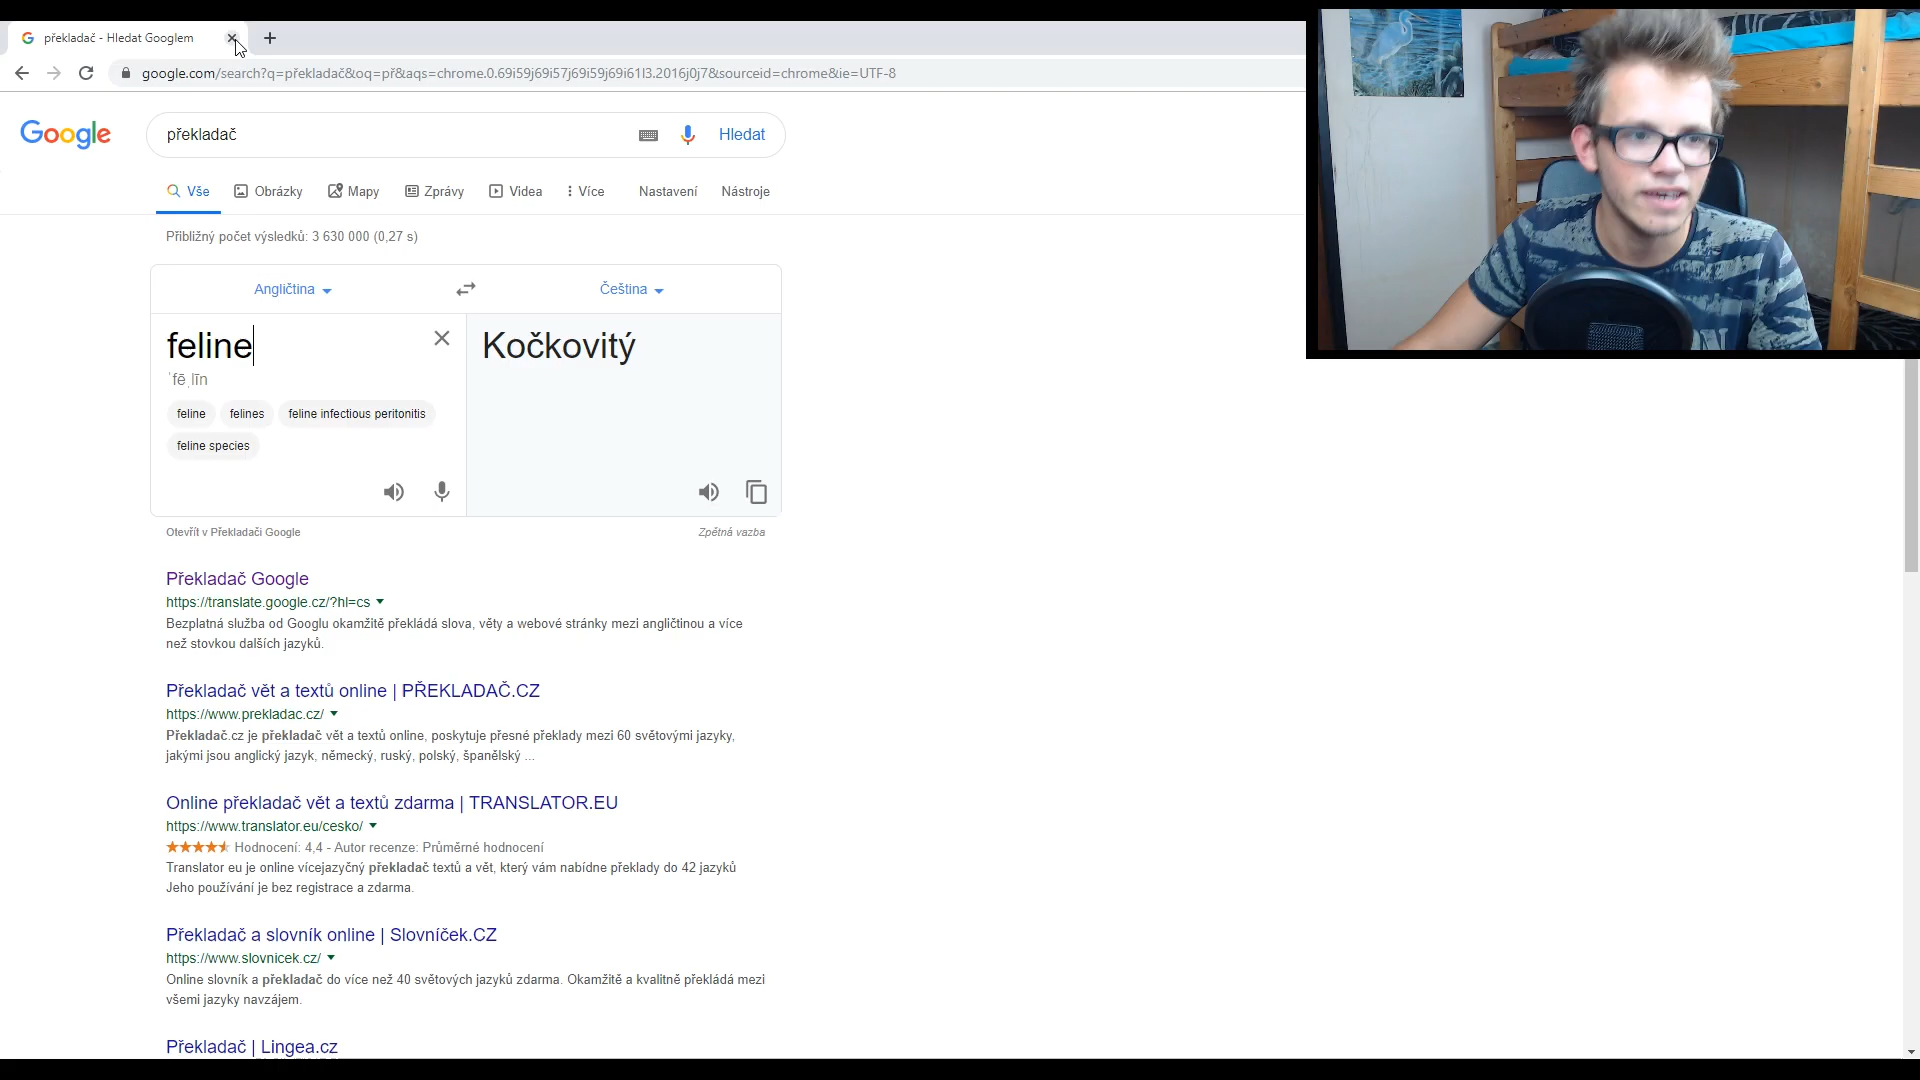 překladač - Hledat Googlem
google.com/search?q=překladač&oq=př&aqs=chrome.0.69i59j69i57j69i59j69i61l3.2016j0j7&sourceid=chrome&ie=UTF-8
Google
překladač
Hledat
Vše Obrázky Mapy Zprávy Videa Více Nastavení Nástroje
Přibližný počet výsledků: 3 630 000 (0,27 s)
Angličtina Čeština
feline Kočkovitý
ˈfēˌlīn
feline felines feline infectious peritonitis
feline species
Otevřít v Překladači Google Zpětná vazba
Překladač Google
https://translate.google.cz/?hl=cs
Bezplatná služba od Googlu okamžitě překládá slova, věty a webové stránky mezi angličtinou a více
než stovkou dalších jazyků.
Překladač vět a textů online | PŘEKLADAČ.CZ
https://www.prekladac.cz/
Překladač.cz je překladač vět a textů online, poskytuje přesné překlady mezi 60 světovými jazyky,
jakými jsou anglický jazyk, německý, ruský, polský, španělský ...
Online překladač vět a textů zdarma | TRANSLATOR.EU
https://www.translator.eu/cesko/
Hodnocení: 4,4 - Autor recenze: Průměrné hodnocení
Translator eu je online vícejazyčný překladač textů a vět, který vám nabídne překlady do 42 jazyků
Jeho používání je bez registrace a zdarma.
Překladač a slovník online | Slovníček.CZ
https://www.slovnicek.cz/
Online slovník a překladač do více než 40 světových jazyků zdarma. Okamžitě a kvalitně překládá mezi
všemi jazyky navzájem.
Překladač | Lingea.cz